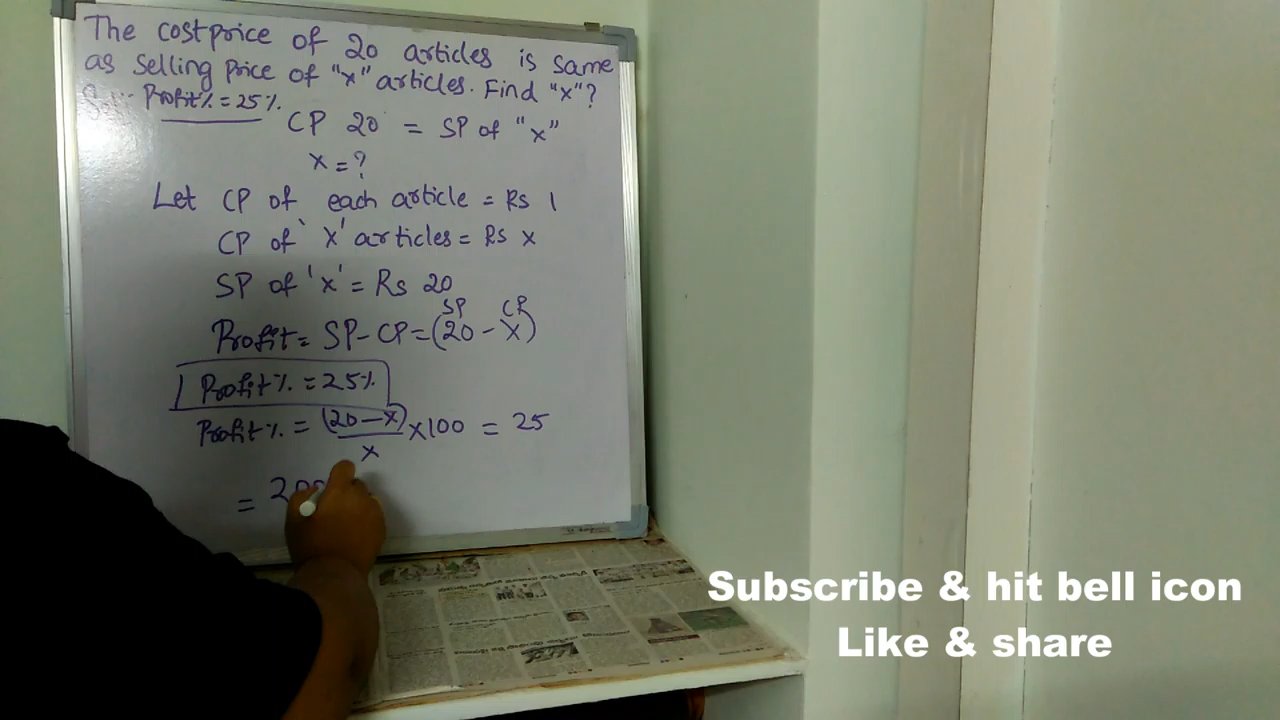 The costprice of 20 articles is same
as selling price of "x" articles. Find "x"?
Profit% = 25%.
CP 20 = SP of "x"
x = ?
Let CP of each article = Rs 1
CP of 'x' articles = Rs x
SP of 'x' = Rs 20
SP CP
Profit = SP - CP = (20 - x)
Profit% = 25%
Profit% = (20 - x) / x × 100 = 25
= 200
Subscribe & hit bell icon
Like & share